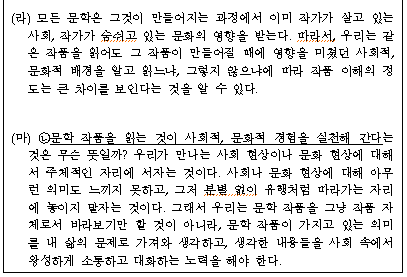 (라) 모든 문학은 그것이 만들어지는 과정에서 이미 작가가 살고 있는
사회, 작가가 숨쉬고 있는 문화의 영향을 받는다. 따라서, 우리는 같
은 작품을 읽어도 그 작품이 만들어질 때에 영향을 미쳤던 사회적,
문화적 배경을 알고 읽느냐, 그렇지 않으냐에 따라 작품 이해의 정
도는 큰 차이를 보인다는 것을 알 수 있다.
(마) ㉡문학 작품을 읽는 것이 사회적, 문화적 경험을 실천해 간다는
것은 무슨 뜻일까? 우리가 만나는 사회 현상이나 문화 현상에 대해
서 주체적인 자리에 서자는 것이다. 사회나 문화 현상에 대해 아무
런 의미도 느끼지 못하고, 그저 분별 없이 유행처럼 따라가는 자리
에 놓이지 말자는 것이다. 그래서 우리는 문학 작품을 그냥 작품 자
체로서 바라보기만 할 것이 아니라, 문학 작품이 가지고 있는 의미
를 내 삶의 문제로 가져와 생각하고, 생각한 내용들을 사회 속에서
왕성하게 소통하고 대화하는 노력을 해야 한다.